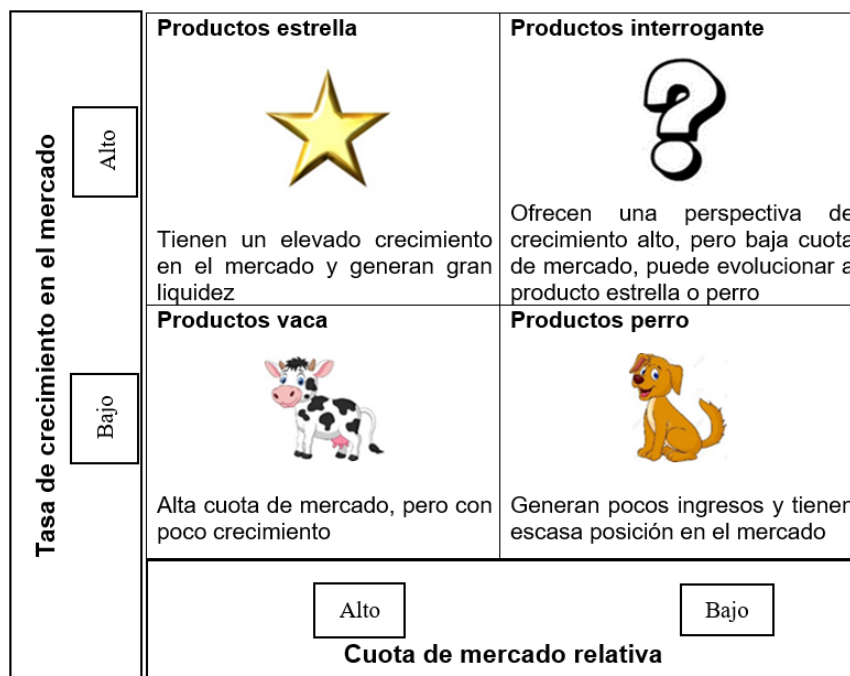 Productos estrella
Tienen un elevado crecimiento
en el mercado y generan gran
liquidez
Productos interrogante
?
Ofrecen una perspectiva de
crecimiento alto, pero baja cuota
de mercado, puede evolucionar a
producto estrella o perro
Productos vaca
Alta cuota de mercado, pero con
poco crecimiento
Productos perro
Generan pocos ingresos y tienen
escasa posición en el mercado
Tasa de crecimiento en el mercado
Alto
Bajo
Alto
Bajo
Cuota de mercado relativa